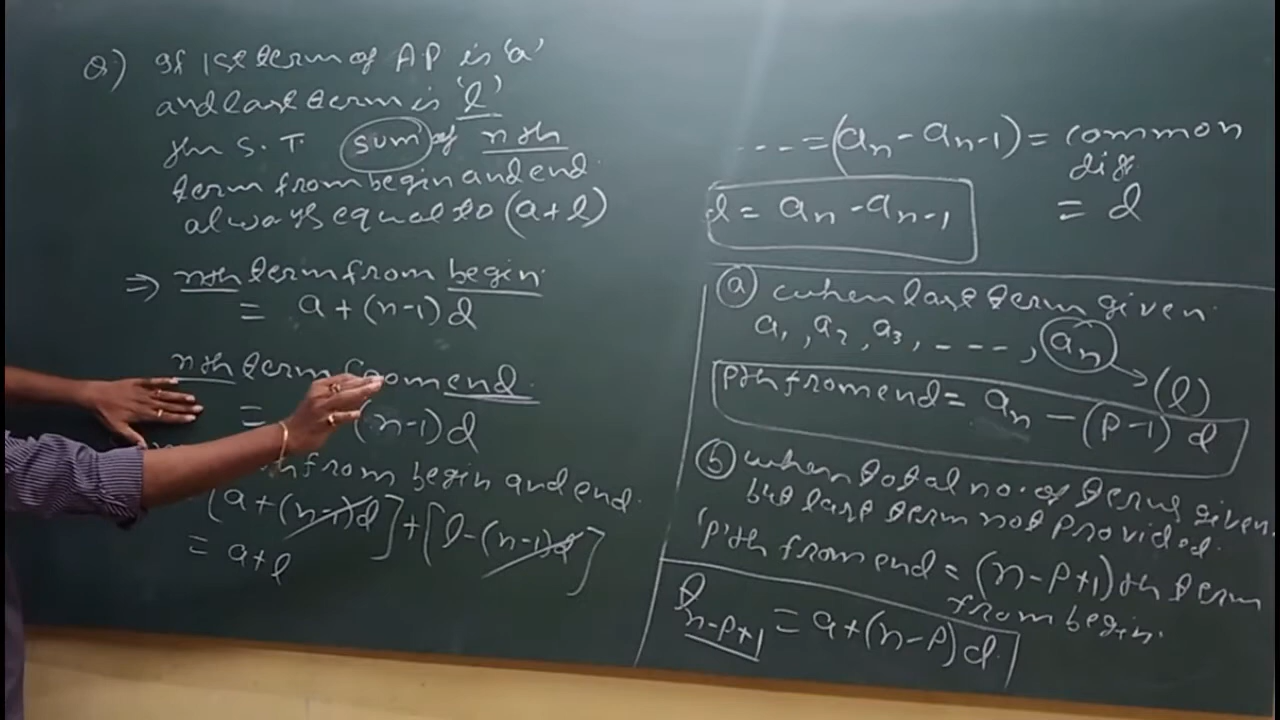 Q) If 1st term of AP is 'a'
and last term is 'l'
then S.T. sum of nth
term from begin and end
always equal to (a+l)
⇒ nth term from begin.
= a+(n-1)d
nth term from end.
= (n-1)d
from begin and end.
[a+(n-1)d]+[l-(n-1)d]
= a+l
...=(an-an-1)= common
dif.
= d
d = an-an-1
(a) when last term given.
a1, a2, a3, ---, an → (l)
pth from end = an-(p-1)d
(b) when total no. of terms given
but last term not provided.
'p'th from end = (n-p+1)th term
from begin.
tn-p+1 = a+(n-p)d